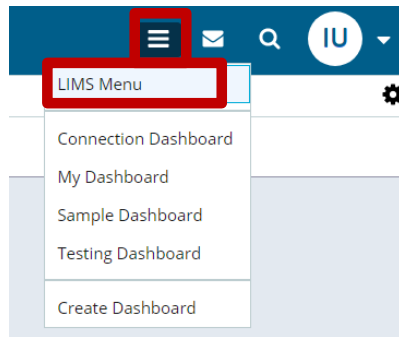 IU
LIMS Menu
Connection Dashboard
My Dashboard
Sample Dashboard
Testing Dashboard
Create Dashboard